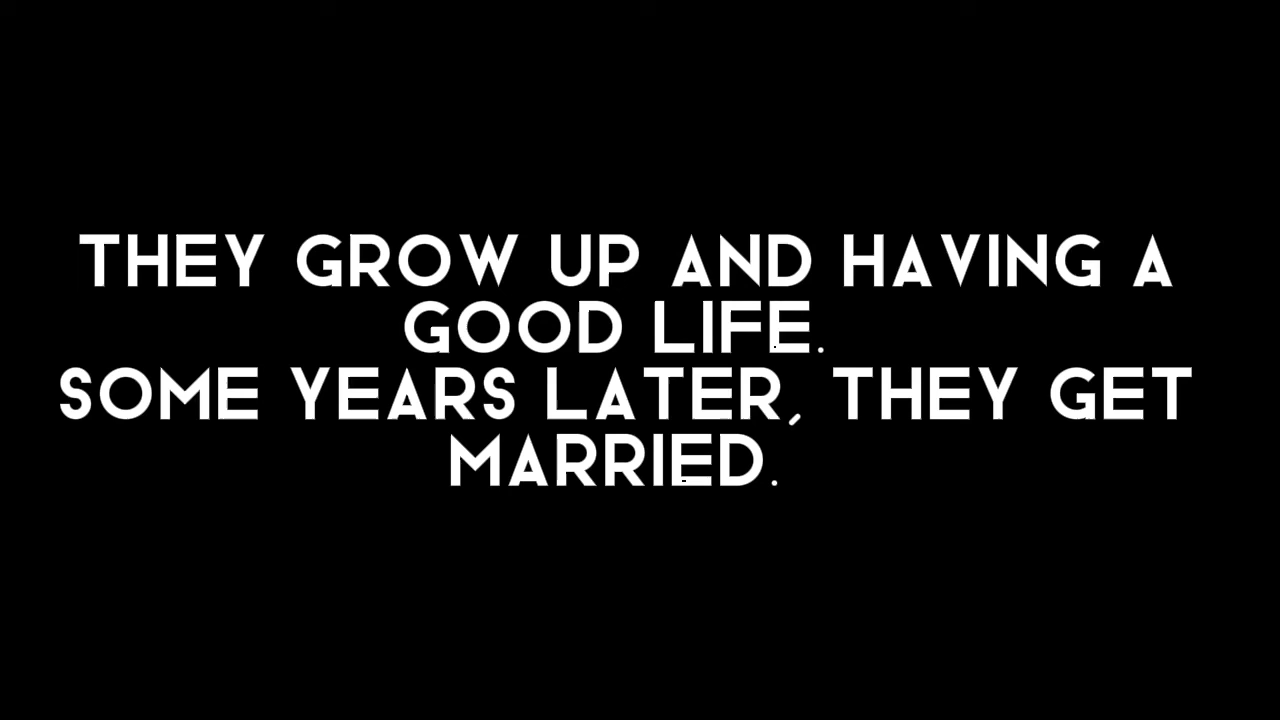 THEY GROW UP AND HAVING A
GOOD LIFE.
SOME YEARS LATER, THEY GET
MARRIED.